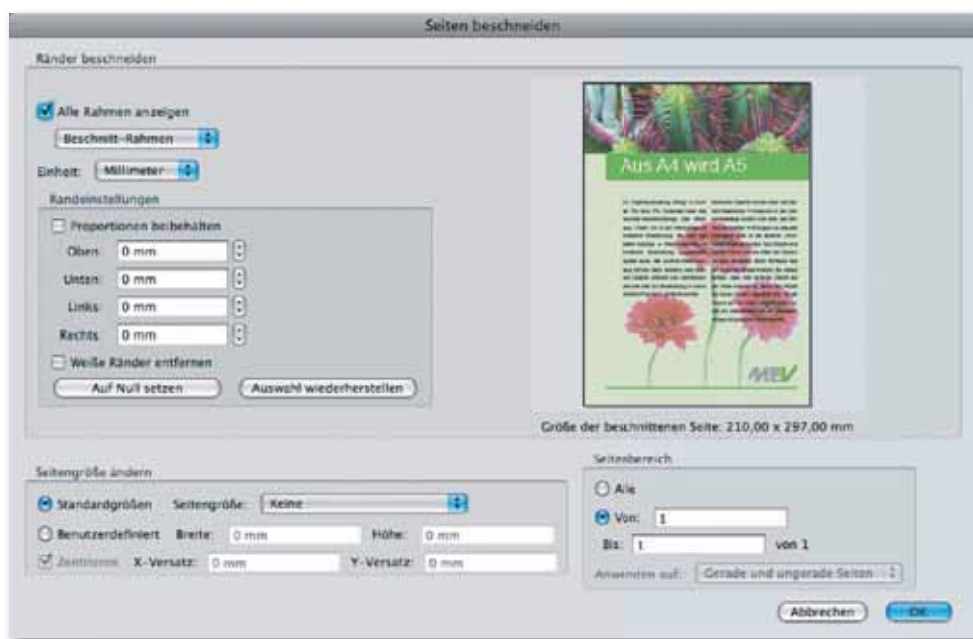 Seiten beschneiden
Ränder beschneiden
Alle Rahmen anzeigen
Beschnitt-Rahmen
Einheit: Millimeter
Randeinstellungen
Proportionen beibehalten
Oben: 0 mm
Unten: 0 mm
Links: 0 mm
Rechts 0 mm
Weiße Ränder entfernen
Auf Null setzen Auswahl wiederherstellen
Aus A4 wird A5
MEV
Größe der beschnittenen Seite: 210,00 x 297,00 mm
Seitengröße ändern
Standardgrößen Seitengröße: Keine
Benutzerdefiniert Breite: 0 mm Höhe: 0 mm
Zentrieren X-Versatz: 0 mm Y-Versatz: 0 mm
Seitenbereich
Alle
Von: 1
Bis: 1 von 1
Anwenden auf: Gerade und ungerade Seiten
Abbrechen OK